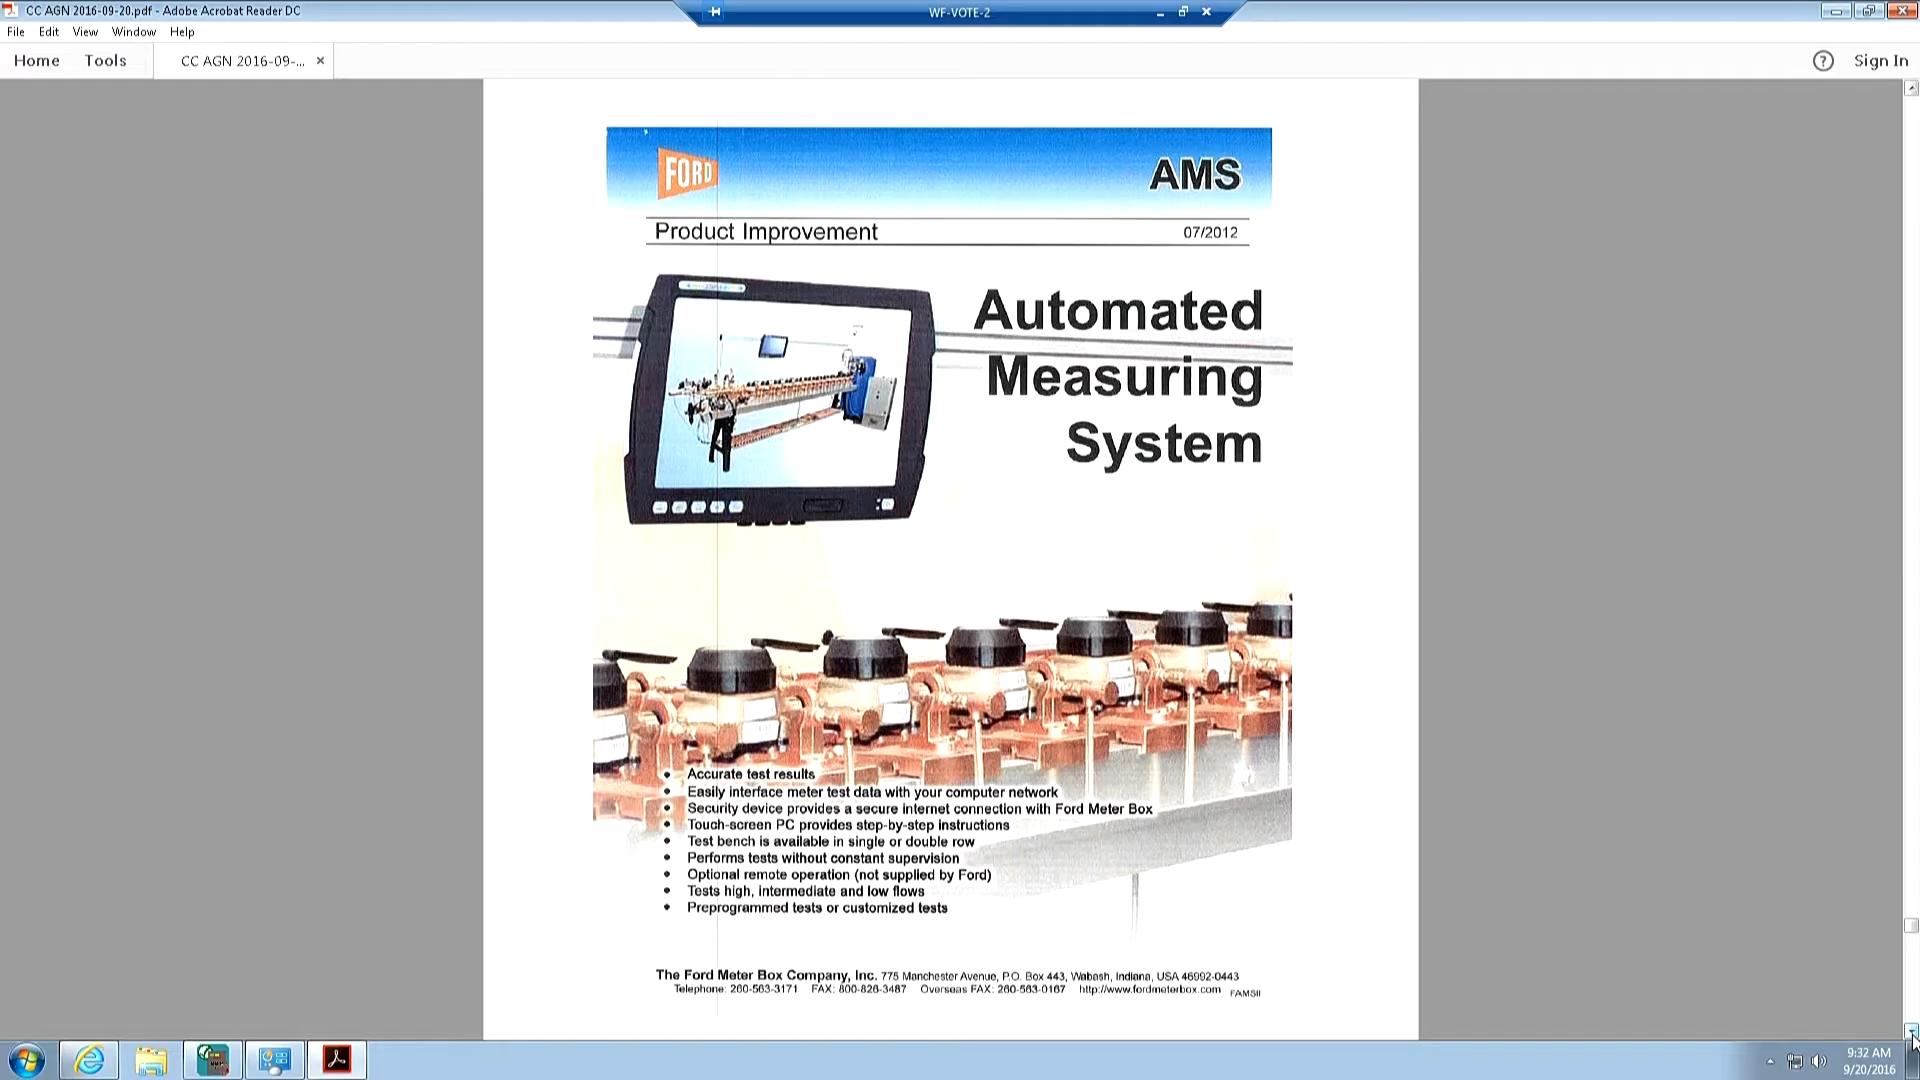 CC AGN 2016-09-20.pdf - Adobe Acrobat Reader DC
WF-VOTE-2
File Edit View Window Help
Home Tools CC AGN 2016-09-... × ? Sign In
FORD AMS
Product Improvement 07/2012
Automated
Measuring
System
• Accurate test results
• Easily interface meter test data with your computer network
• Security device provides a secure internet connection with Ford Meter Box
• Touch-screen PC provides step-by-step instructions
• Test bench is available in single or double row
• Performs tests without constant supervision
• Optional remote operation (not supplied by Ford)
• Tests high, intermediate and low flows
• Preprogrammed tests or customized tests
The Ford Meter Box Company, Inc. 775 Manchester Avenue, P.O. Box 443, Wabash, Indiana, USA 46992-0443
Telephone: 260-563-3171 FAX: 800-826-3487 Overseas FAX: 260-563-0167 http://www.fordmeterbox.com FAMSII
9:32 AM
9/20/2016